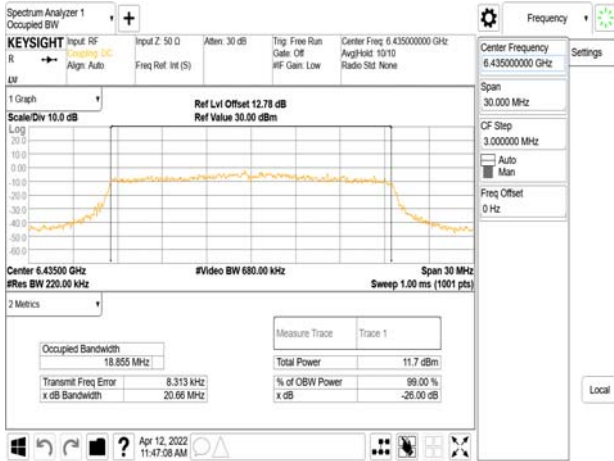 Spectrum Analyzer 1
Occupied BW
+
Frequency
KEYSIGHT
R
LW
Input: RF
Coupling: DC
Align: Auto
Input Z: 50 Ω
Freq Ref: Int (S)
Atten: 30 dB
Trig: Free Run
Gate: Off
#IF Gain: Low
Center Freq: 6.435000000 GHz
Avg|Hold: 10/10
Radio Std: None
Center Frequency
6.435000000 GHz
Settings
Span
30.000 MHz
CF Step
3.000000 MHz
Auto
Man
Freq Offset
0 Hz
Local
1 Graph
Scale/Div 10.0 dB
Ref Lvl Offset 12.78 dB
Ref Value 30.00 dBm
Log
20.0
10.0
0.00
-10.0
-20.0
-30.0
-40.0
-50.0
-60.0
Center 6.43500 GHz
#Res BW 220.00 kHz
#Video BW 680.00 kHz
Span 30 MHz
Sweep 1.00 ms (1001 pts)
2 Metrics
Measure Trace Trace 1
Occupied Bandwidth
18.855 MHz
Total Power 11.7 dBm
Transmit Freq Error 8.313 kHz
% of OBW Power 99.00 %
x dB Bandwidth 20.66 MHz
x dB -26.00 dB
?
Apr 12, 2022
11:47:08 AM